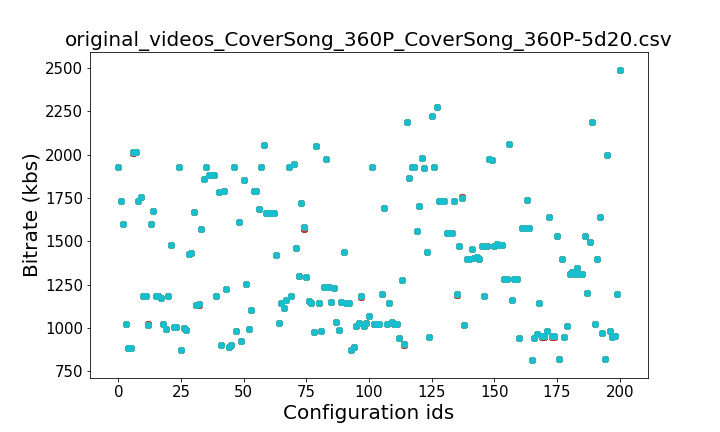 original_videos_CoverSong_360P_CoverSong_360P-5d20.csv
2500
2250
2000
1750
1500
1250
1000
750
Bitrate (kbs)
0 25 50 75 100 125 150 175 200
Configuration ids